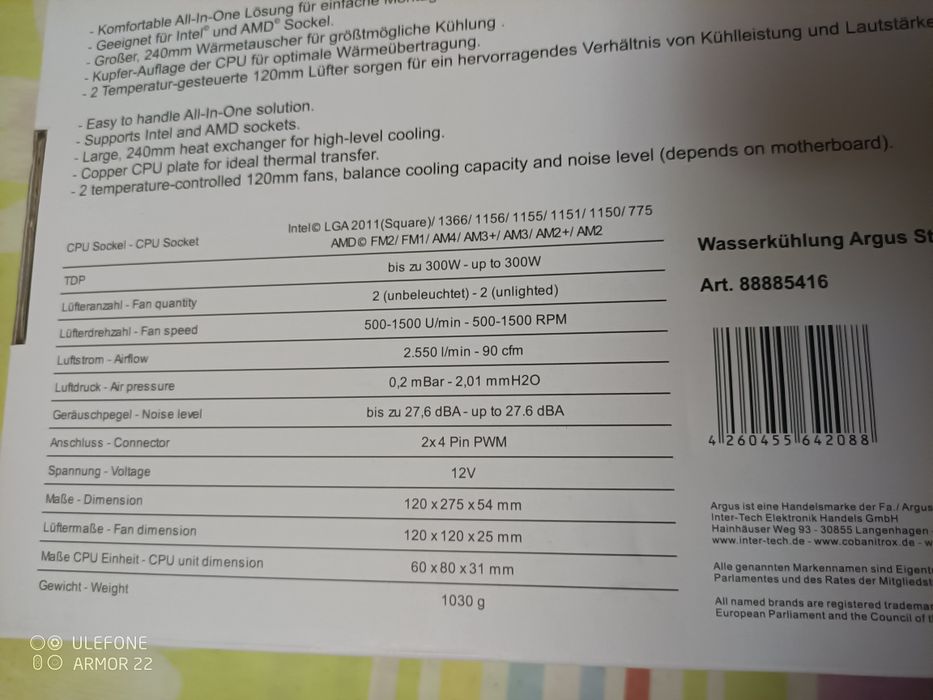 - Komfortable All-In-One Lösung für einfache Montag
- Geeignet für Intel® und AMD® Sockel.
- Großer, 240mm Wärmetauscher für größtmögliche Kühlung .
- Kupfer-Auflage der CPU für optimale Wärmeübertragung.
- 2 Temperatur-gesteuerte 120mm Lüfter sorgen für ein hervorragendes Verhältnis von Kühlleistung und Lautstärke
- Easy to handle All-In-One solution.
- Supports Intel and AMD sockets.
- Large, 240mm heat exchanger for high-level cooling.
- Copper CPU plate for ideal thermal transfer.
- 2 temperature-controlled 120mm fans, balance cooling capacity and noise level (depends on motherboard).
CPU Sockel - CPU Socket
Intel© LGA 2011(Square)/ 1366/ 1156/ 1155/ 1151/ 1150/ 775
AMD© FM2/ FM1/ AM4/ AM3+/ AM3/ AM2+/ AM2
TDP bis zu 300W - up to 300W
Lüfteranzahl - Fan quantity 2 (unbeleuchtet) - 2 (unlighted)
Lüfterdrehzahl - Fan speed 500-1500 U/min - 500-1500 RPM
Luftstrom - Airflow 2.550 l/min - 90 cfm
Luftdruck - Air pressure 0,2 mBar - 2,01 mmH2O
Geräuschpegel - Noise level bis zu 27,6 dBA - up to 27.6 dBA
Anschluss - Connector 2x 4 Pin PWM
Spannung - Voltage 12V
Maße - Dimension 120 x 275 x 54 mm
Lüftermaße - Fan dimension 120 x 120 x 25 mm
Maße CPU Einheit - CPU unit dimension 60 x 80 x 31 mm
Gewicht - Weight 1030 g
Wasserkühlung Argus St
Art. 88885416
4 260455 642088
Argus ist eine Handelsmarke der Fa./ Argus
Inter-Tech Elektronik Handels GmbH
Hainhäuser Weg 93 - 30855 Langenhagen -
www.inter-tech.de - www.cobanitrox.de - w
Alle genannten Markennamen sind Eigent
Parlamentes und des Rates der Mitgliedst
All named brands are registered trademar
European Parliament and the Council of t
ULEFONE
ARMOR 22